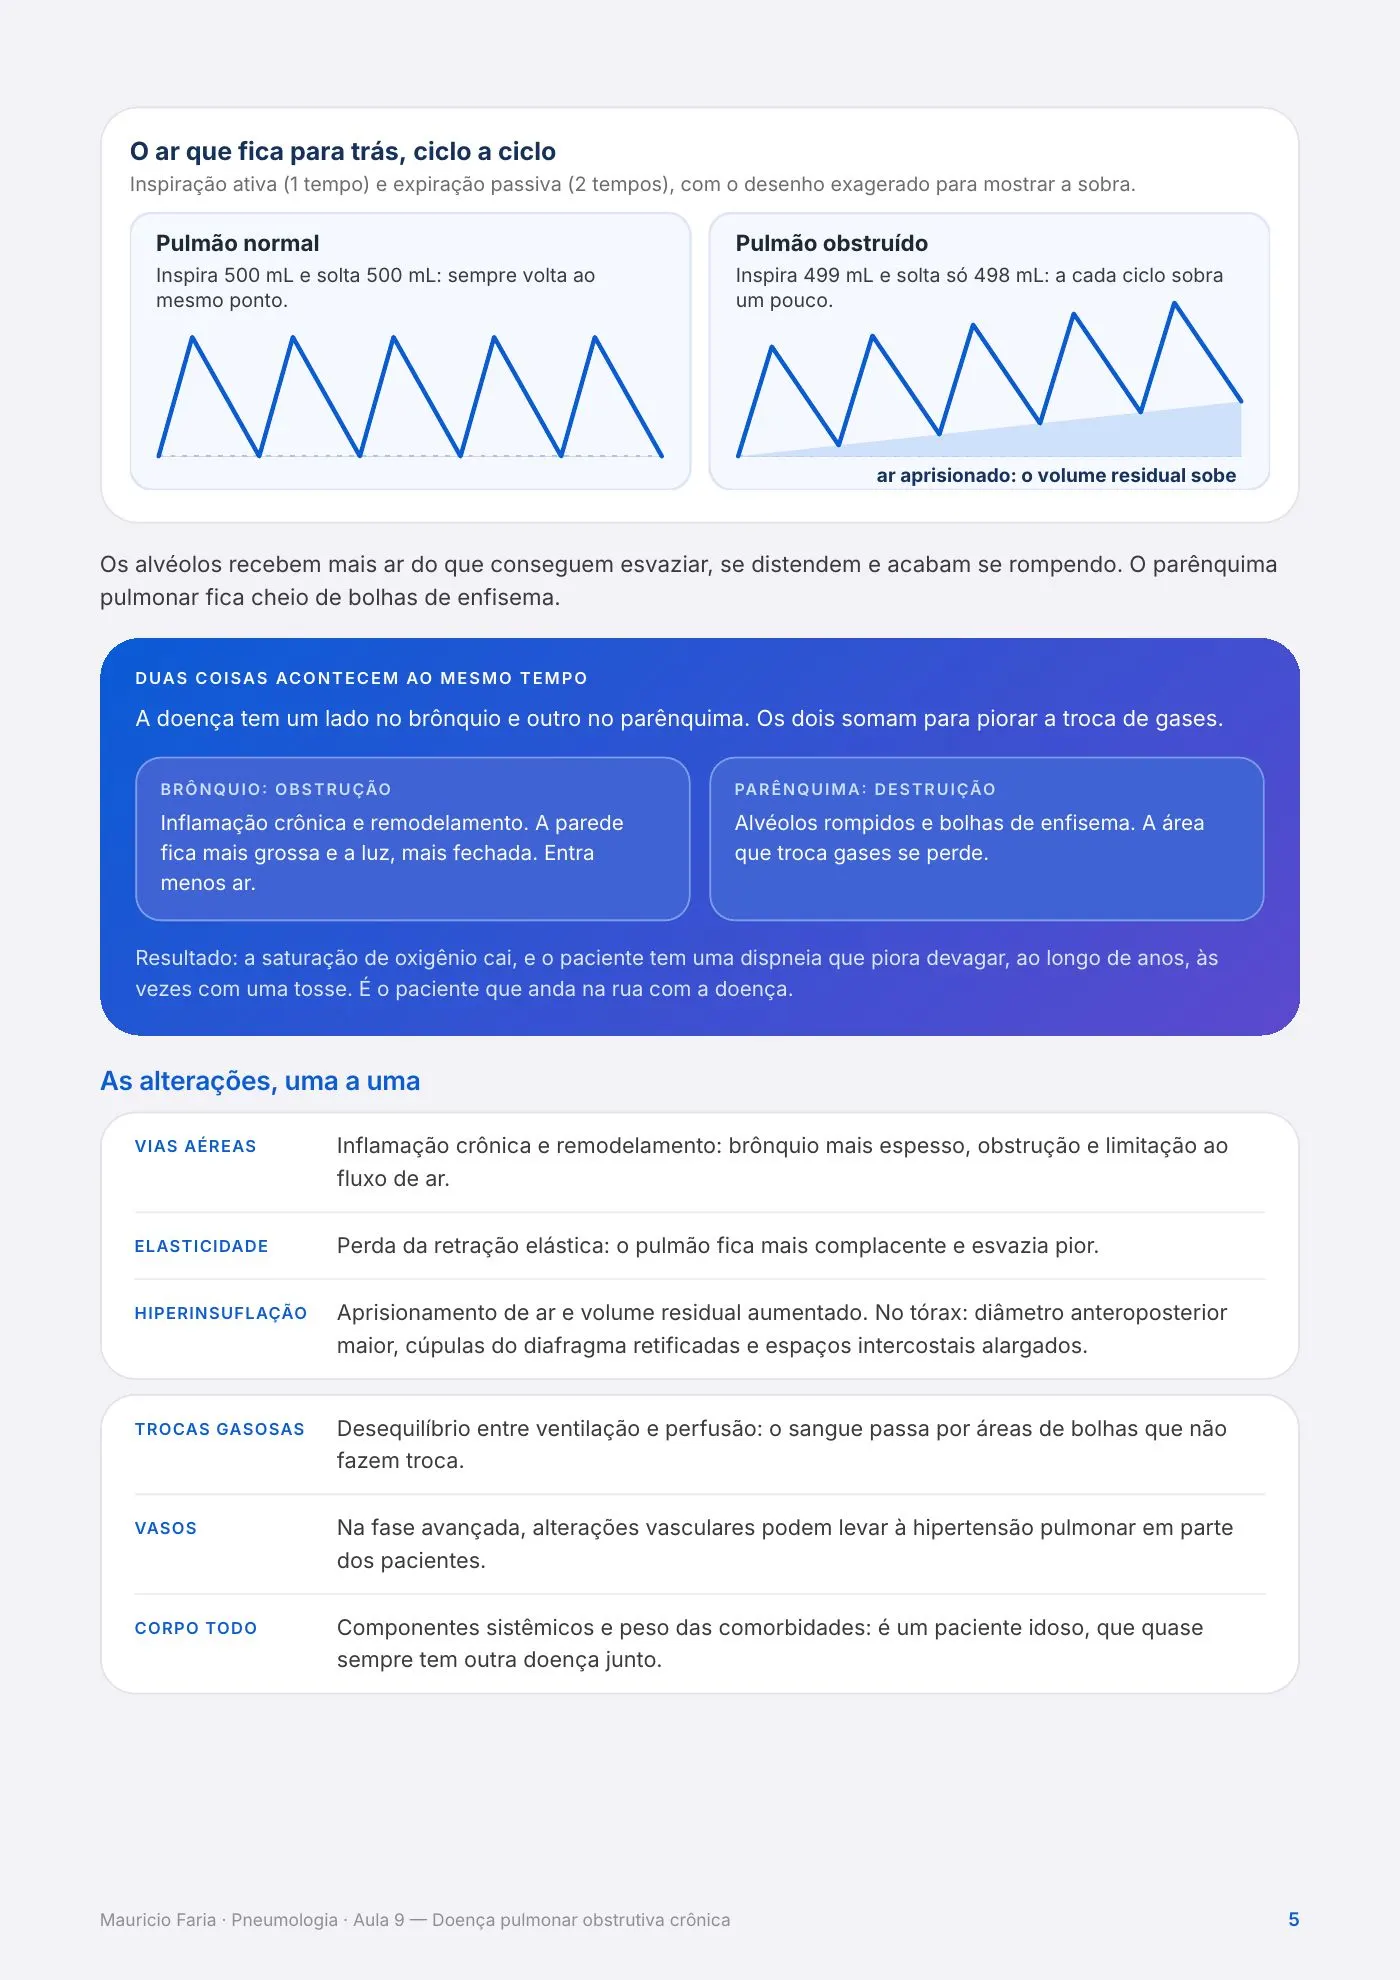 O ar que fica para trás, ciclo a ciclo
Inspiração ativa (1 tempo) e expiração passiva (2 tempos), com o desenho exagerado para mostrar a sobra.
Pulmão normal
Inspira 500 mL e solta 500 mL: sempre volta ao
mesmo ponto.
Pulmão obstruído
Inspira 499 mL e solta só 498 mL: a cada ciclo sobra
um pouco.
ar aprisionado: o volume residual sobe
Os alvéolos recebem mais ar do que conseguem esvaziar, se distendem e acabam se rompendo. O parênquima
pulmonar fica cheio de bolhas de enfisema.
DUAS COISAS ACONTECEM AO MESMO TEMPO
A doença tem um lado no brônquio e outro no parênquima. Os dois somam para piorar a troca de gases.
BRÔNQUIO: OBSTRUÇÃO
Inflamação crônica e remodelamento. A parede
fica mais grossa e a luz, mais fechada. Entra
menos ar.
PARÊNQUIMA: DESTRUIÇÃO
Alvéolos rompidos e bolhas de enfisema. A área
que troca gases se perde.
Resultado: a saturação de oxigênio cai, e o paciente tem uma dispneia que piora devagar, ao longo de anos, às
vezes com uma tosse. É o paciente que anda na rua com a doença.
As alterações, uma a uma
VIAS AÉREAS
Inflamação crônica e remodelamento: brônquio mais espesso, obstrução e limitação ao
fluxo de ar.
ELASTICIDADE
Perda da retração elástica: o pulmão fica mais complacente e esvazia pior.
HIPERINSUFLAÇÃO
Aprisionamento de ar e volume residual aumentado. No tórax: diâmetro anteroposterior
maior, cúpulas do diafragma retificadas e espaços intercostais alargados.
TROCAS GASOSAS
Desequilíbrio entre ventilação e perfusão: o sangue passa por áreas de bolhas que não
fazem troca.
VASOS
Na fase avançada, alterações vasculares podem levar à hipertensão pulmonar em parte
dos pacientes.
CORPO TODO
Componentes sistêmicos e peso das comorbidades: é um paciente idoso, que quase
sempre tem outra doença junto.
Mauricio Faria · Pneumologia · Aula 9 — Doença pulmonar obstrutiva crônica
5